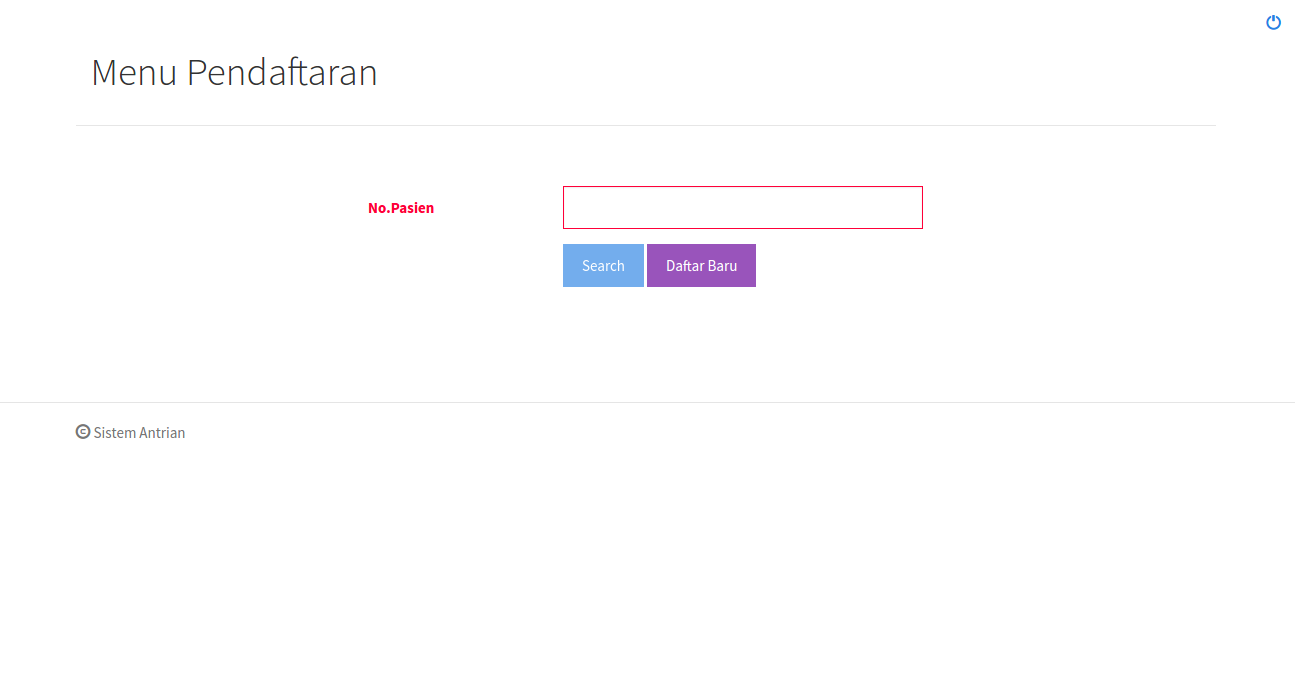 Menu Pendaftaran
No.Pasien
Search Daftar Baru
© Sistem Antrian